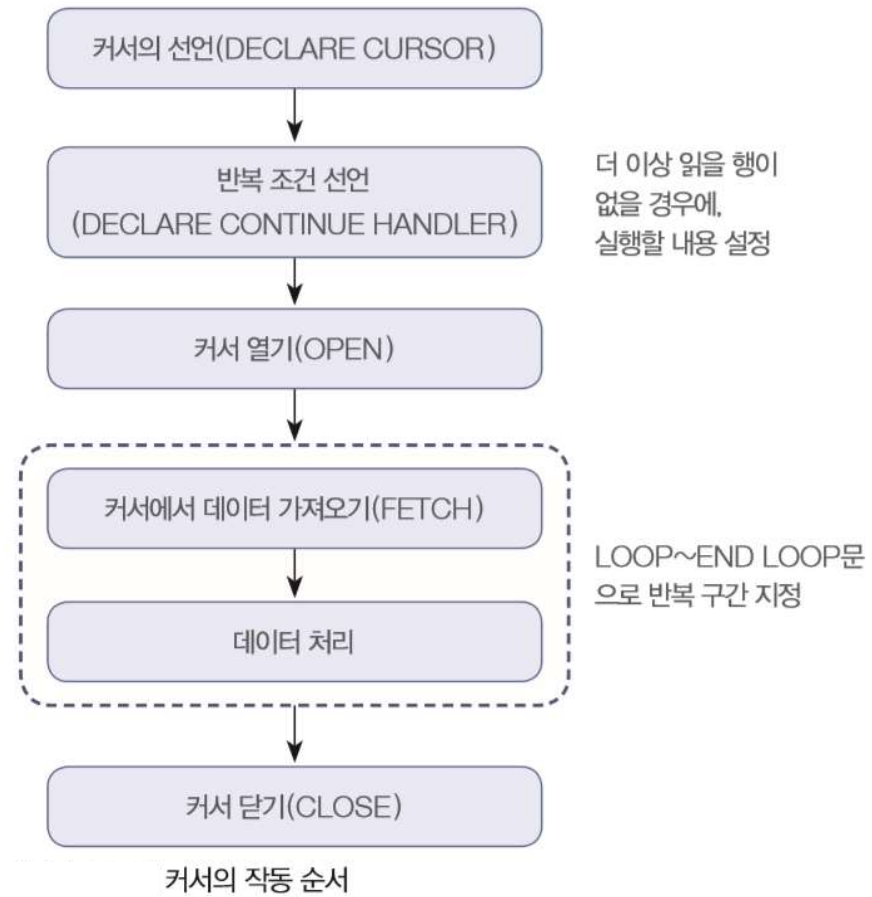 커서의 선언(DECLARE CURSOR)
반복 조건 선언
(DECLARE CONTINUE HANDLER)
더 이상 읽을 행이
없을 경우에,
실행할 내용 설정
커서 열기(OPEN)
커서에서 데이터 가져오기(FETCH)
데이터 처리
LOOP~END LOOP문
으로 반복 구간 지정
커서 닫기(CLOSE)
커서의 작동 순서